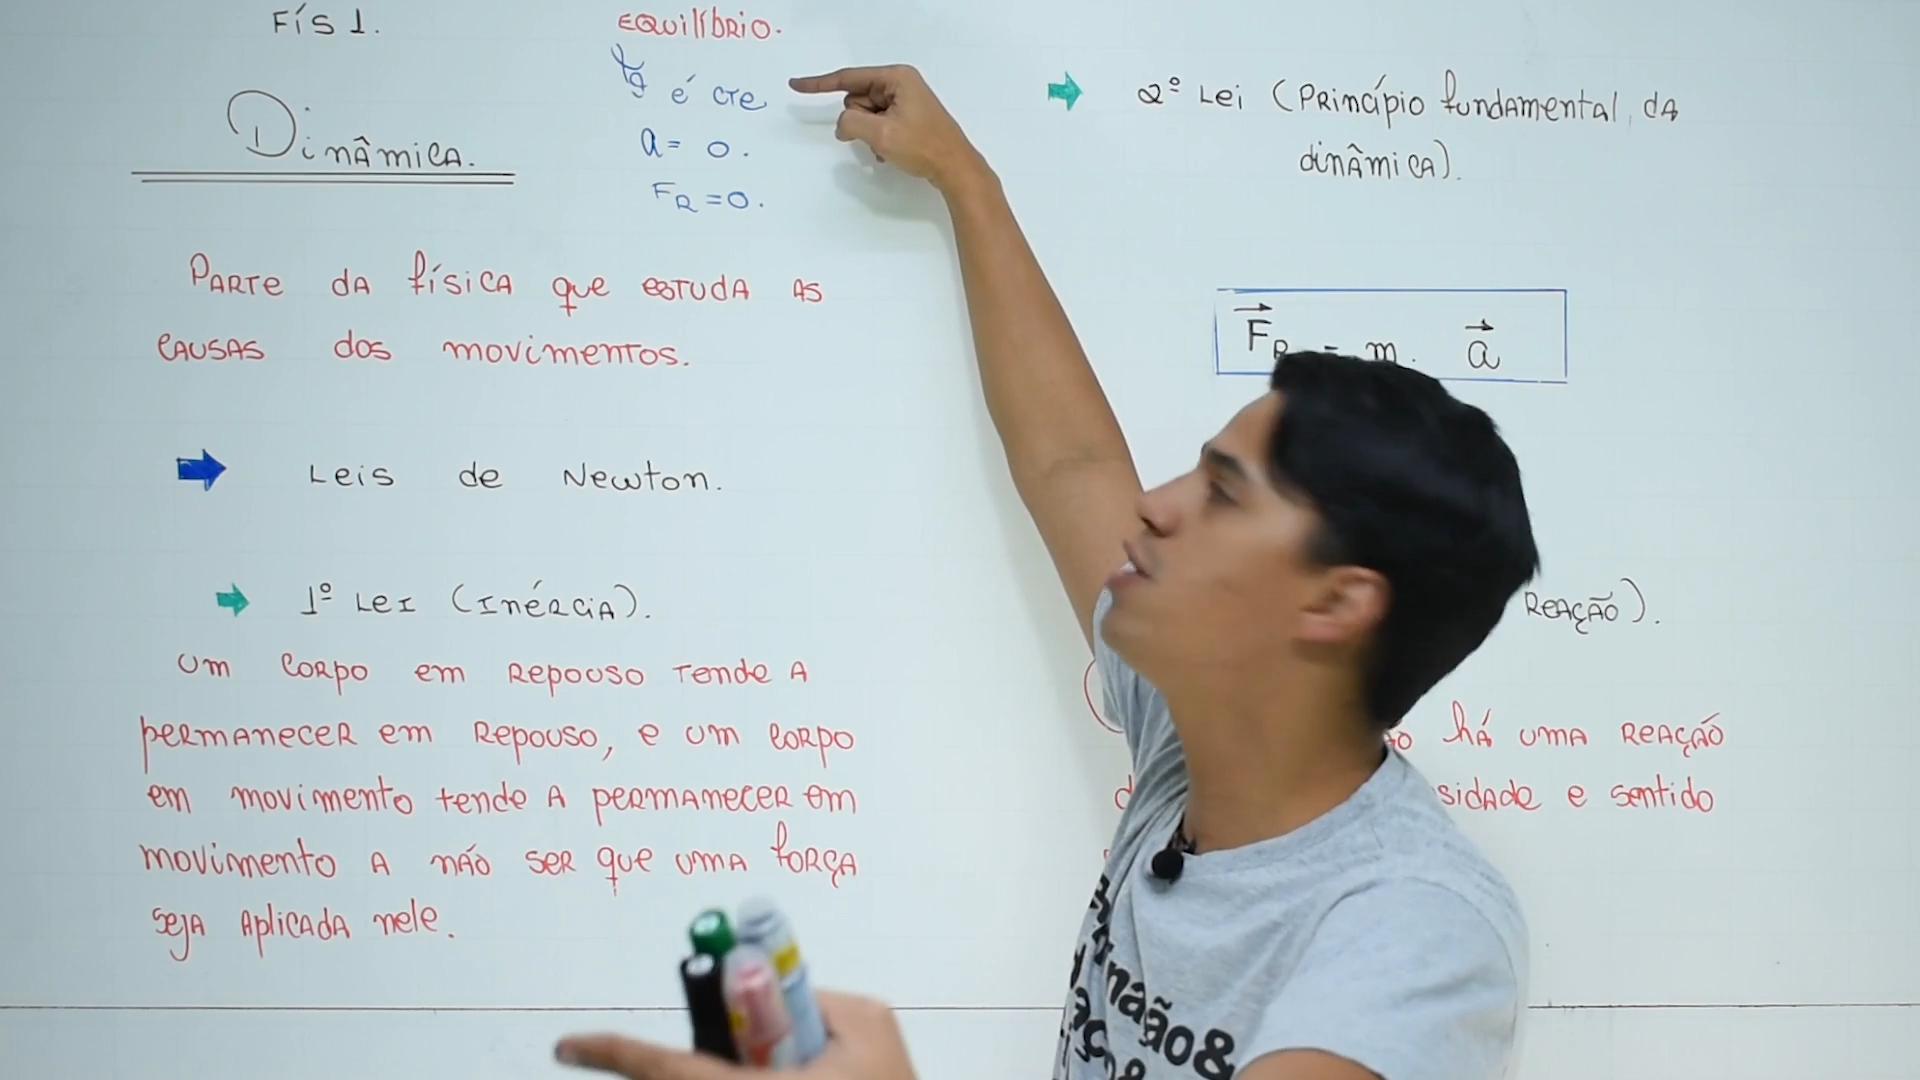 Fís 1.
Dinâmica.
Equilíbrio.
é cte
a = 0.
FR = 0.
Parte da física que estuda as
causas dos movimentos.
Leis de Newton.
1º Lei (Inércia).
Um corpo em repouso tende a
permanecer em repouso, e um corpo
em movimento tende a permanecer em
movimento a não ser que uma força
seja aplicada nele.
2º Lei (Princípio fundamental da
dinâmica).
FR = m . a
Reação).
há uma reação
sidade e sentido